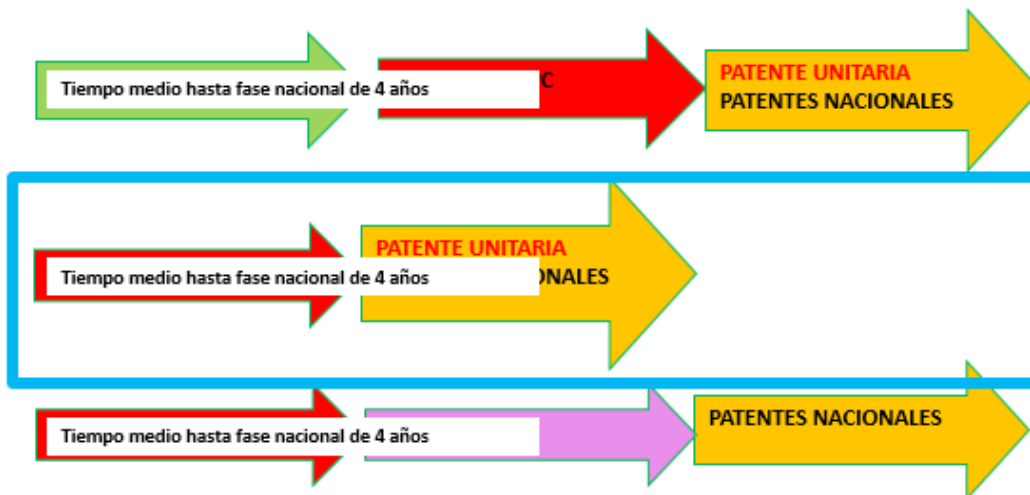 Tiempo medio hasta fase nacional de 4 años
PATENTE UNITARIA
PATENTES NACIONALES
PATENTE UNITARIA
Tiempo medio hasta fase nacional de 4 años
Tiempo medio hasta fase nacional de 4 años
PATENTES NACIONALES